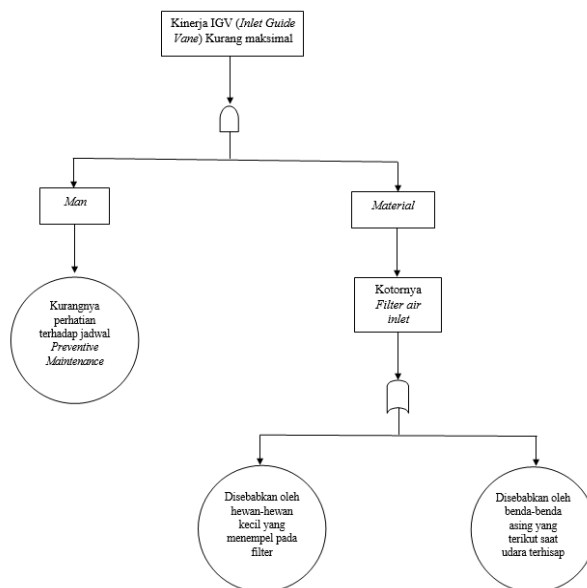 Kinerja IGV (Inlet Guide
Vane) Kurang maksimal
Man
Material
Kurangnya
perhatian
terhadap jadwal
Preventive
Maintenance
Kotornya
Filter air
inlet
Disebabkan oleh
hewan-hewan
kecil yang
menempel pada
filter
Disebabkan oleh
benda-benda
asing yang
terikut saat
udara terhisap